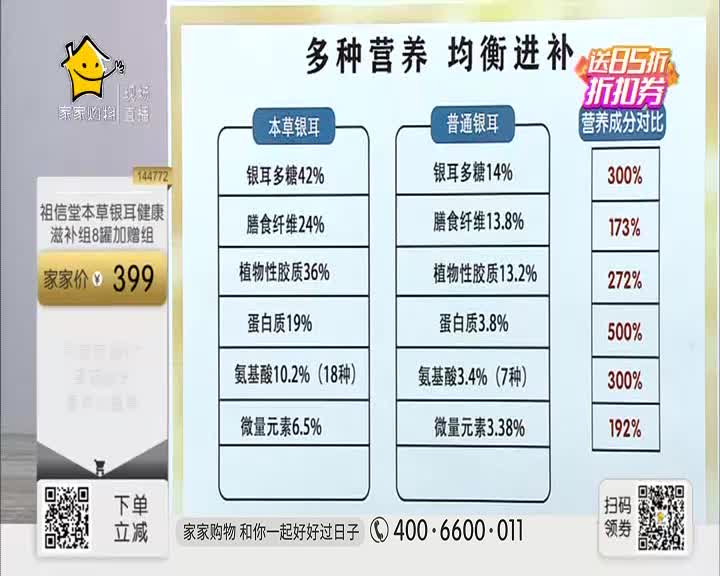 多种营养 均衡进补
送85折
折扣券
家家购物
现场
直播
本草银耳
普通银耳
营养成分对比
银耳多糖42%
银耳多糖14%
300%
膳食纤维24%
膳食纤维13.8%
173%
植物性胶质36%
植物性胶质13.2%
272%
蛋白质19%
蛋白质3.8%
500%
氨基酸10.2%（18种）
氨基酸3.4%（7种）
300%
微量元素6.5%
微量元素3.38%
192%
144772
祖信堂本草银耳健康
滋补组8罐加赠组
家家价 ¥ 399
下单
立减
家家购物 和你一起好好过日子
400·6600·011
扫码
领券